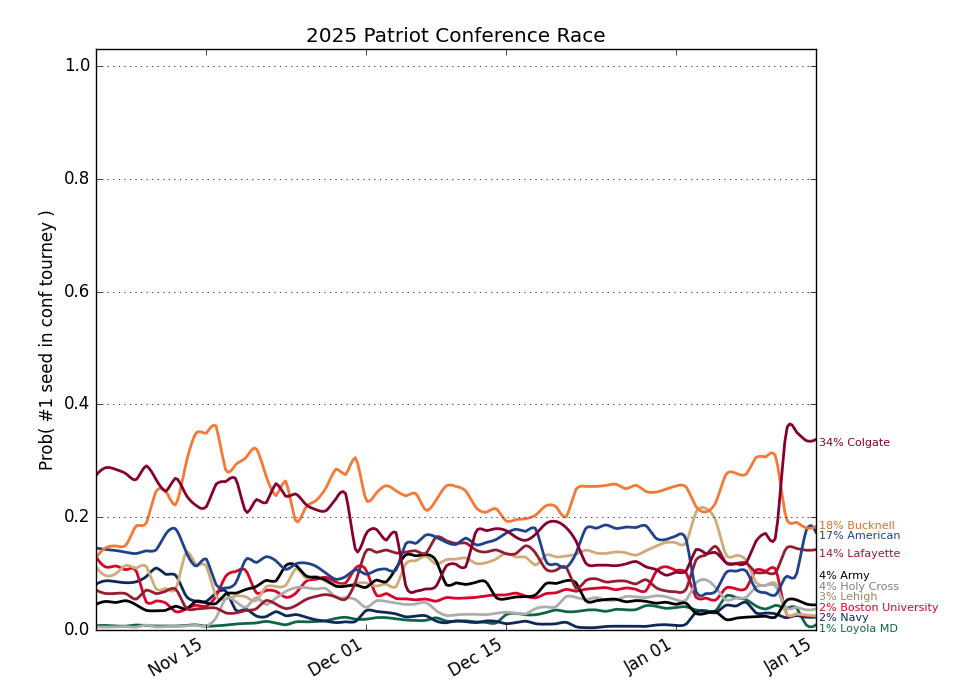 2025 Patriot Conference Race
Prob( #1 seed in conf tourney )
1.0
0.8
0.6
0.4
0.2
0.0
Nov 15
Dec 01
Dec 15
Jan 01
Jan 15
34% Colgate
18% Bucknell
17% American
14% Lafayette
4% Army
4% Holy Cross
3% Lehigh
2% Boston University
2% Navy
1% Loyola MD